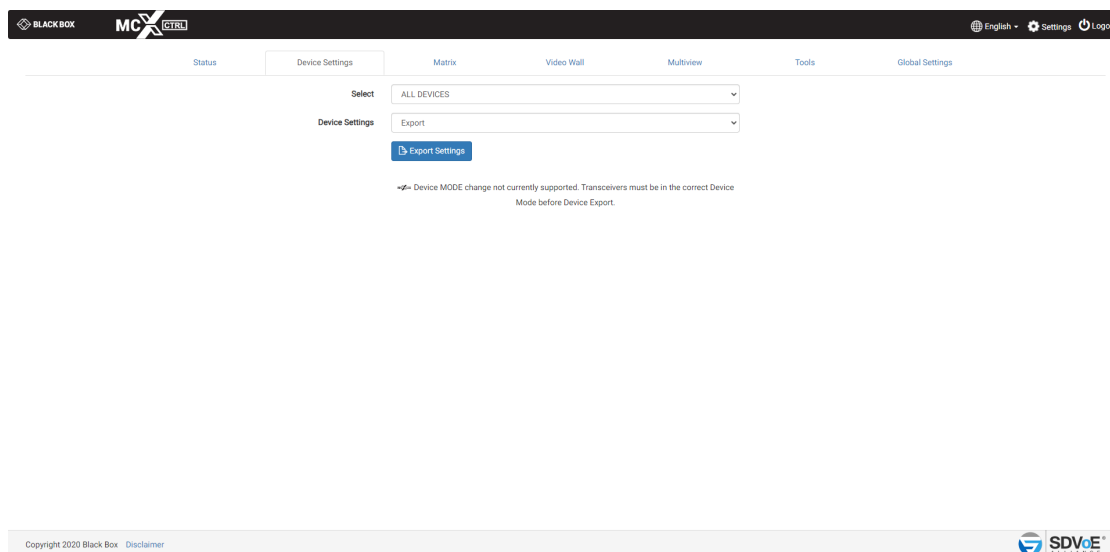 BLACK BOX MCX CTRL English Settings Logo
Status Device Settings Matrix Video Wall Multiview Tools Global Settings
Select ALL DEVICES
Device Settings Export
Export Settings
Device MODE change not currently supported. Transceivers must be in the correct Device
Mode before Device Export.
Copyright 2020 Black Box Disclaimer SDVoE